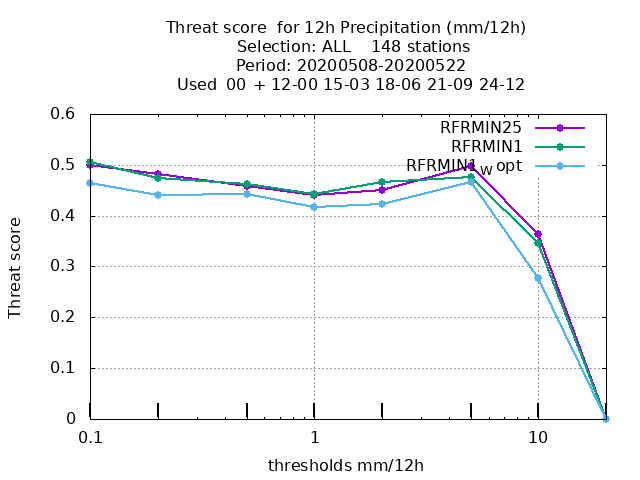 Threat score  for 12h Precipitation (mm/12h)
Selection: ALL    148 stations
Period: 20200508-20200522
Used  00 + 12-00 15-03 18-06 21-09 24-12
0.6
0.5
0.4
0.3
0.2
0.1
0
Threat score
RFRMIN25
RFRMIN1
RFRMIN1wopt
0.1
1
10
thresholds mm/12h